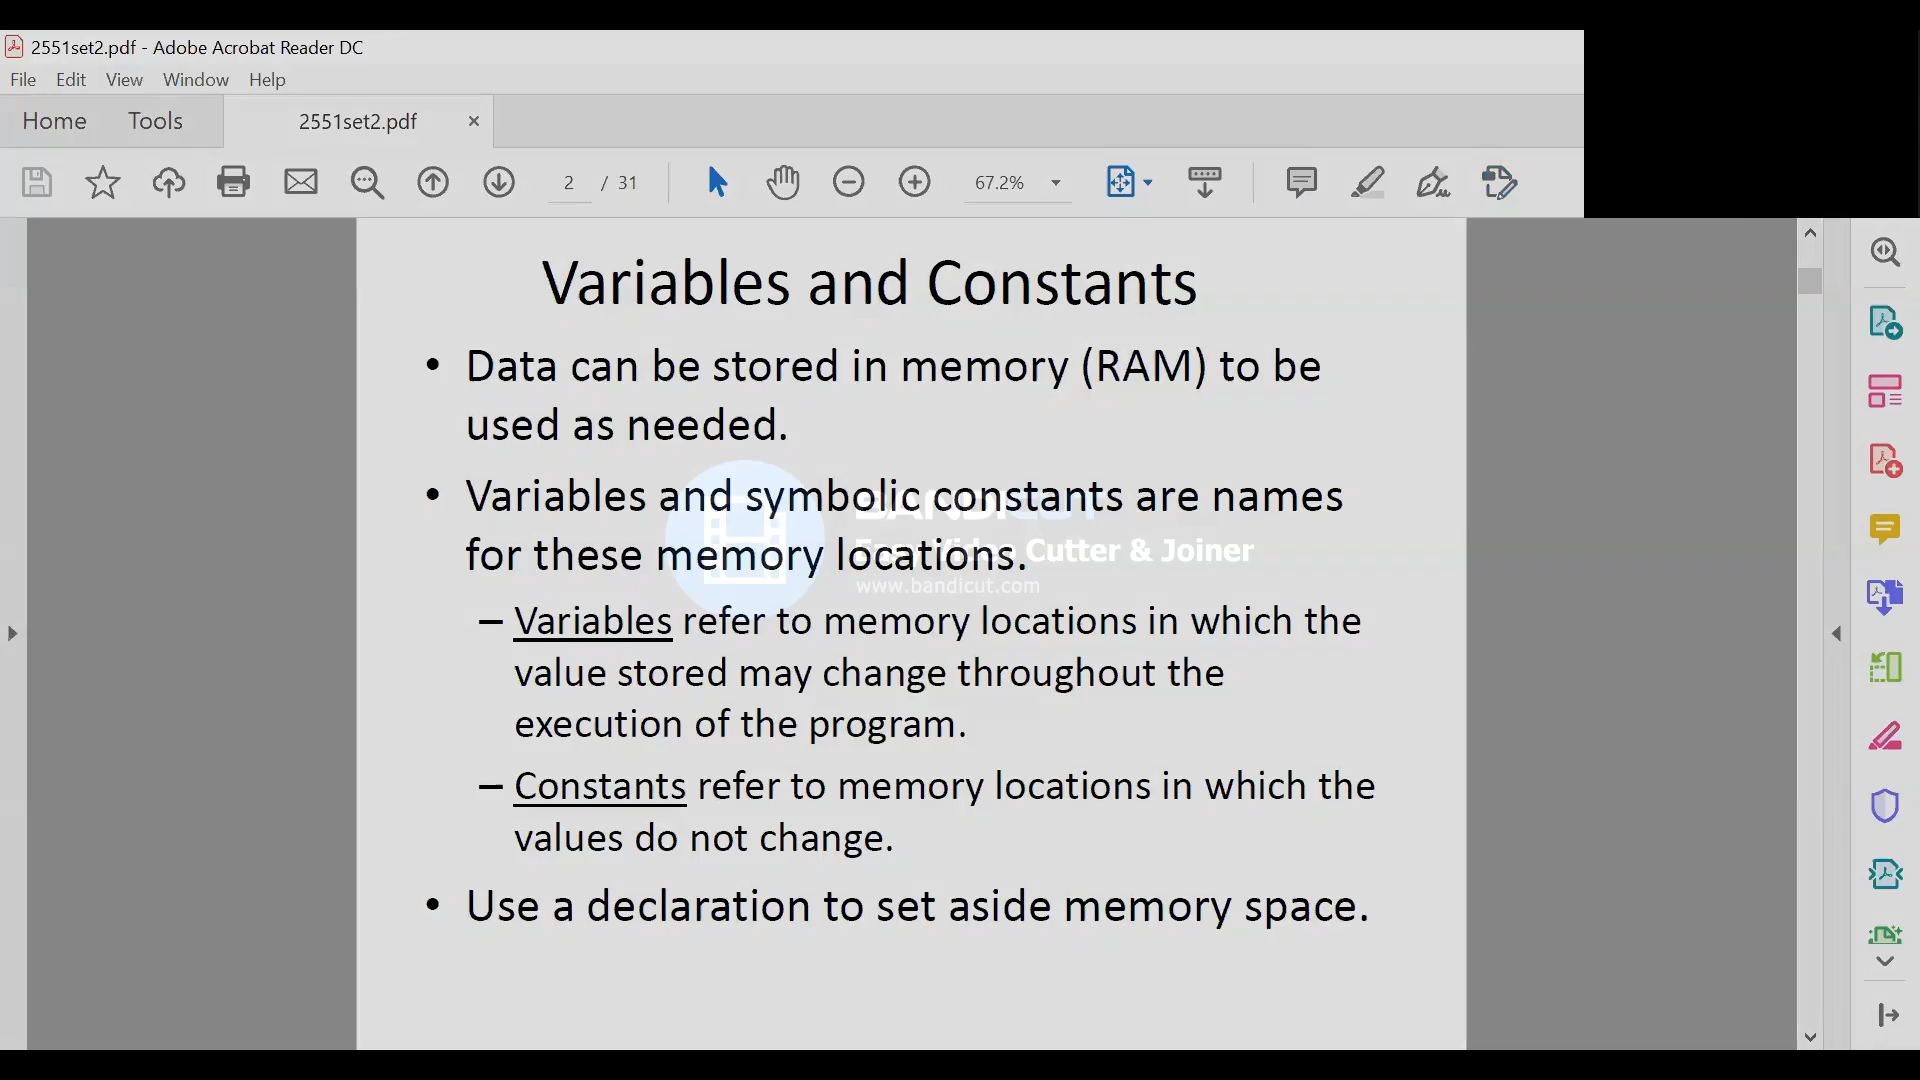 2551set2.pdf - Adobe Acrobat Reader DC
File Edit View Window Help
Home Tools 2551set2.pdf ×
2 / 31 67.2%
Variables and Constants
• Data can be stored in memory (RAM) to be
used as needed.
• Variables and symbolic constants are names
for these memory locations.
BANDICUT
Easy Video Cutter & Joiner
www.bandicut.com
– Variables refer to memory locations in which the
value stored may change throughout the
execution of the program.
– Constants refer to memory locations in which the
values do not change.
• Use a declaration to set aside memory space.